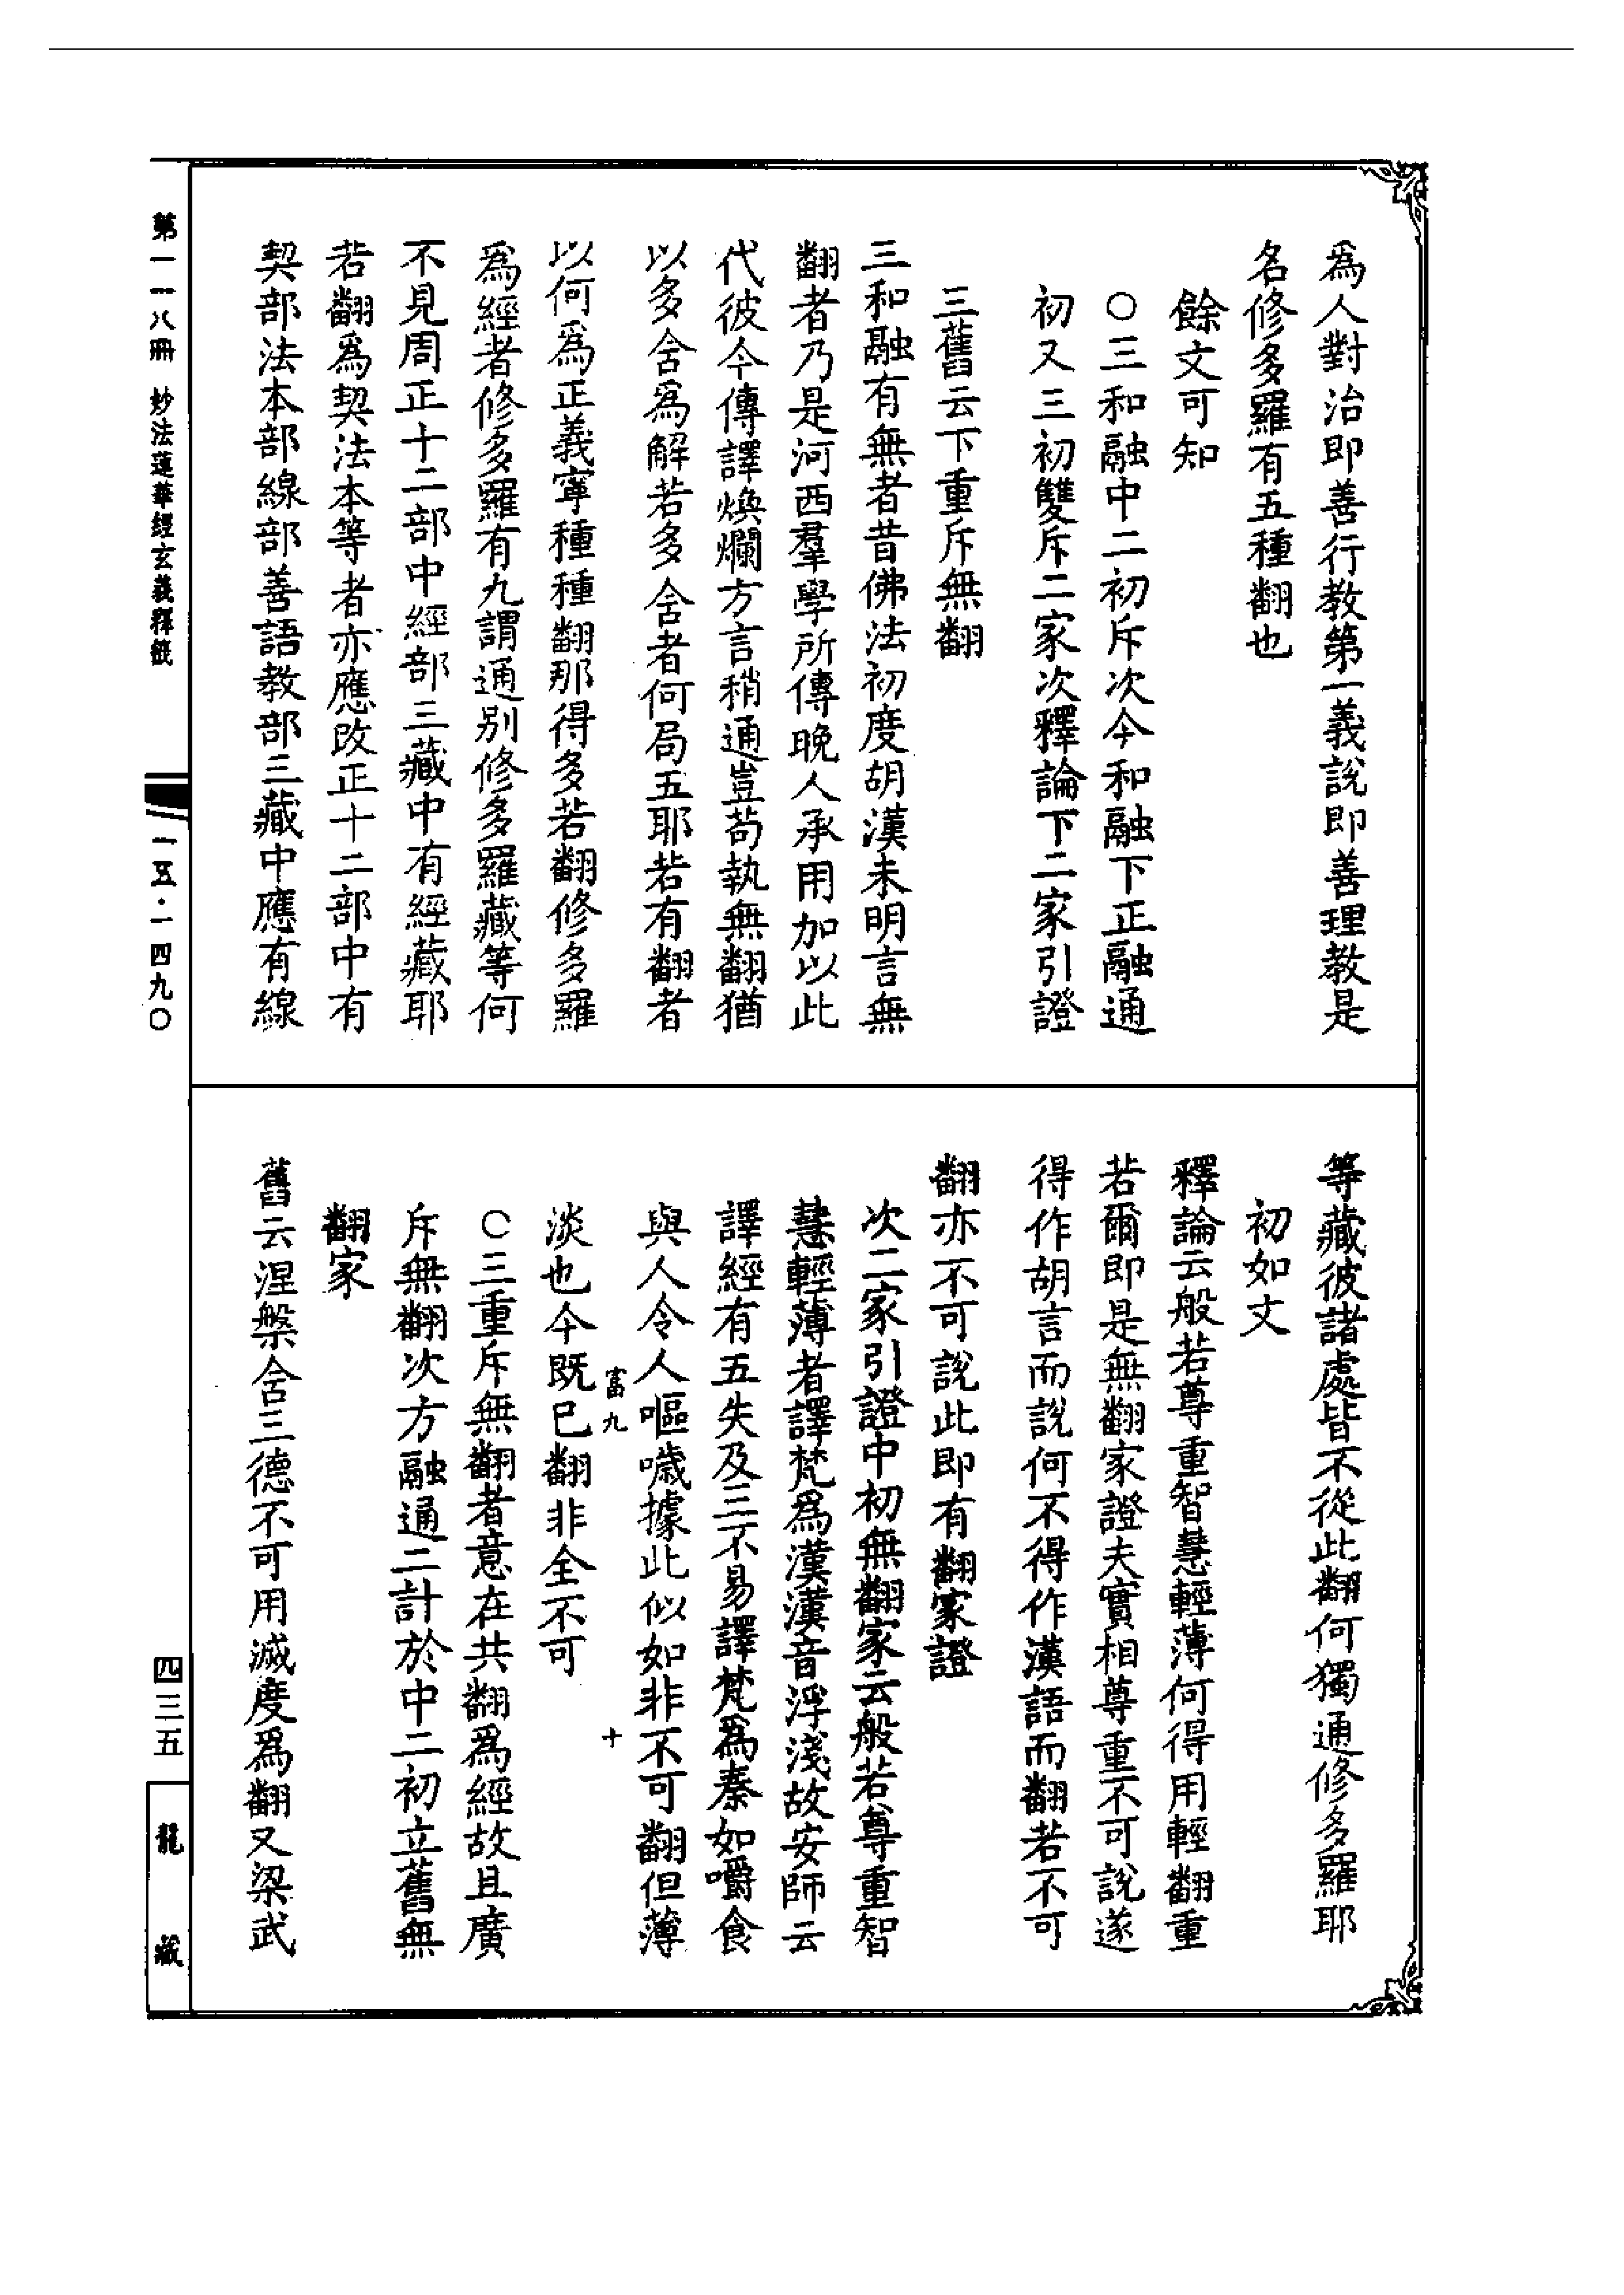 為人對治即善行教第一義說即善理教是
名修多羅有五種翻也
餘文可知
○三和融中二初斥次今和融下正融通
初又三初雙斥二家次釋論下二家引證
三舊云下重斥無翻
三和融有無者昔佛法初度胡漢未明言無
翻者乃是河西羣學所傳晚人承用加以此
代彼今傳譯煥爛方言稍通豈苟執無翻猶
以多含為解若多含者何局五耶若有翻者
以何為正義寧種種翻那得多若翻修多羅
為經者修多羅有九謂通别修多羅藏等何
不見周正十二部中經部三藏中有經藏耶
若翻為契法本等者亦應改正十二部中有
契部法本部線部善語教部三藏中應有線
等藏彼諸處皆不從此翻何獨通修多羅耶
初如文
釋論云般若尊重智慧輕薄何得用輕翻重
若爾即是無翻家證夫實相尊重不可說遂
得作胡言而說何不得作漢語而翻若不可
翻亦不可說此即有翻家證
次二家引證中初無翻家云般若尊重智
慧輕薄者譯梵為漢漢音浮淺故安師云
譯經有五失及三不易譯梵為秦如嚼食
與人令人嘔噦據此似如非不可翻但薄
富九
十
淡也今既已翻非全不可
○三重斥無翻者意在共翻為經故且廣
斥無翻次方融通二計於中二初立舊無
翻家
舊云涅槃含三德不可用滅度為翻又梁武
第一一八冊 妙法蓮華經玄義釋籤
一五·一四九○
四三五
龍藏